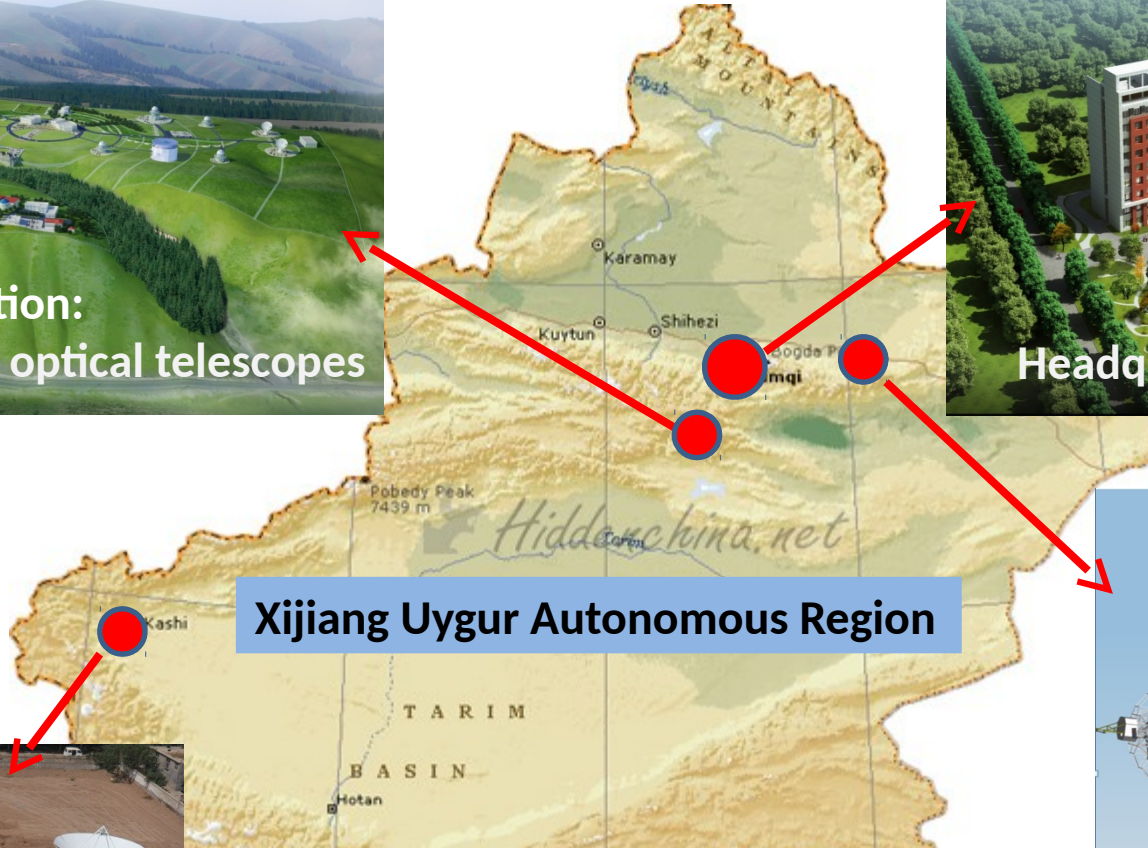 ALTAI
MOUNTAINS
Irtysh
tion:
optical telescopes
Karamay
Kuytun
Shihezi
Bogda P
mqi
Headq
Pobedy Peak
7439 m
Hiddenchina.net
Tarim
Xijiang Uygur Autonomous Region
Kashi
TARIM
BASIN
Hotan